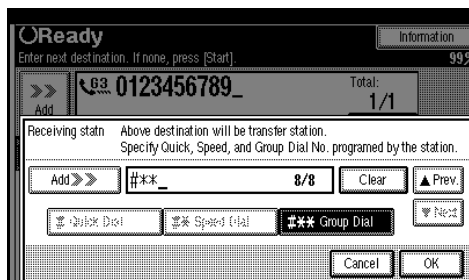 Ready
Information
Enter next destination. If none, press [Start].
99%
Add
63 0123456789_
Total:
1/1
Receiving statn
Above destination will be transfer station.
Specify Quick, Speed, and Group Dial No. programed by the station.
Add
#**_
8/8
Clear
▲ Prev.
# Quick Dial
#* Speed Dial
#** Group Dial
▼ Next
Cancel
OK